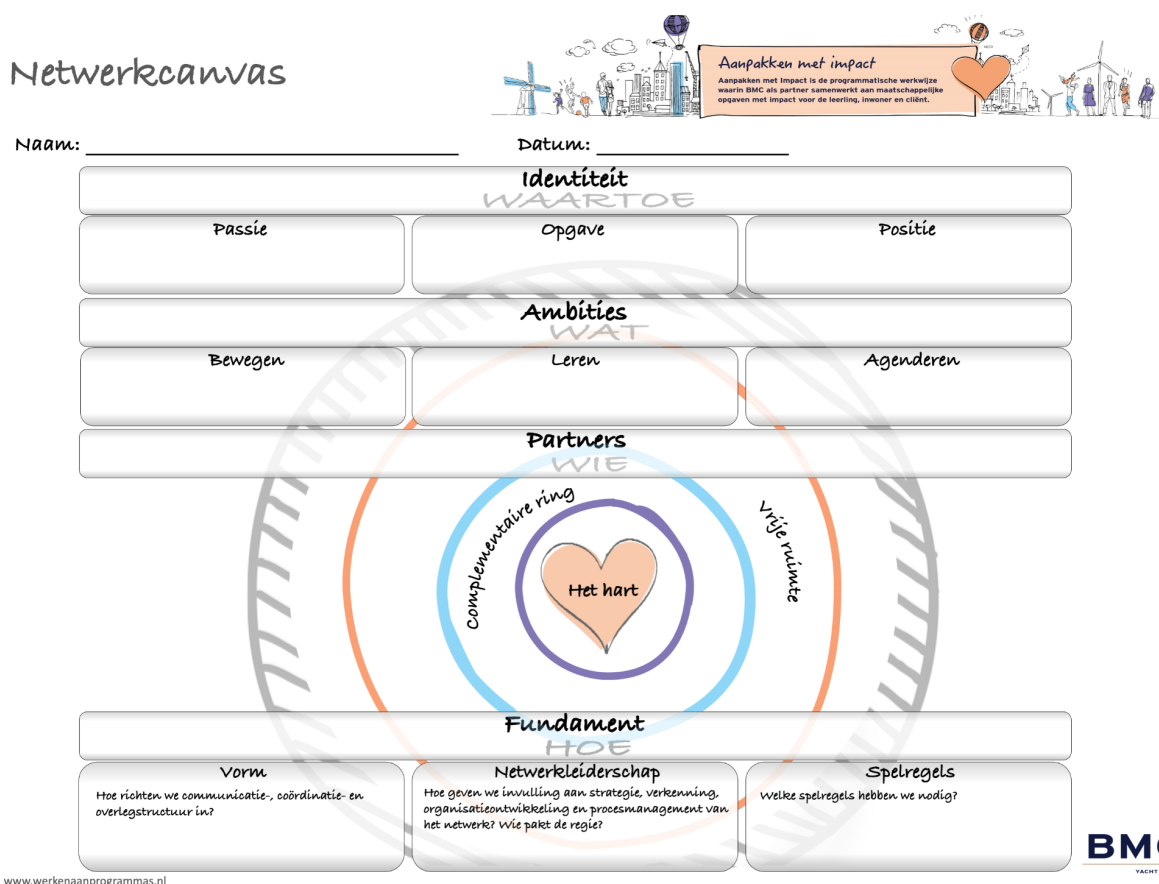 Netwerkcanvas
Aanpakken met impact
Aanpakken met Impact is de programmatische werkwijze
waarin BMC als partner samenwerkt aan maatschappelijke
opgaven met impact voor de leerling, inwoner en cliënt.
Naam:
Datum:
Identiteit
WAARTOE
Passie
Opgave
Positie
Ambities
WAT
Bewegen
Leren
Agenderen
Partners
WIE
Complementaire ring
Vrije ruimte
Het hart
Fundament
HOE
Vorm
Hoe richten we communicatie-, coördinatie- en
overlegstructuur in?
Netwerkleiderschap
Hoe geven we invulling aan strategie, verkenning,
organisatieontwikkeling en procesmanagement van
het netwerk? Wie pakt de regie?
Spelregels
Welke spelregels hebben we nodig?
BMC
YACHT
www.werkenaanprogrammas.nl